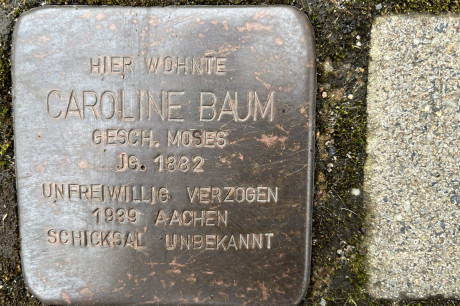 HIER WOHNTE
CAROLINE BAUM
GESCH. MOSES
JG. 1882
UNFREIWILLIG VERZOGEN
1939 AACHEN
SCHICKSAL UNBEKANNT